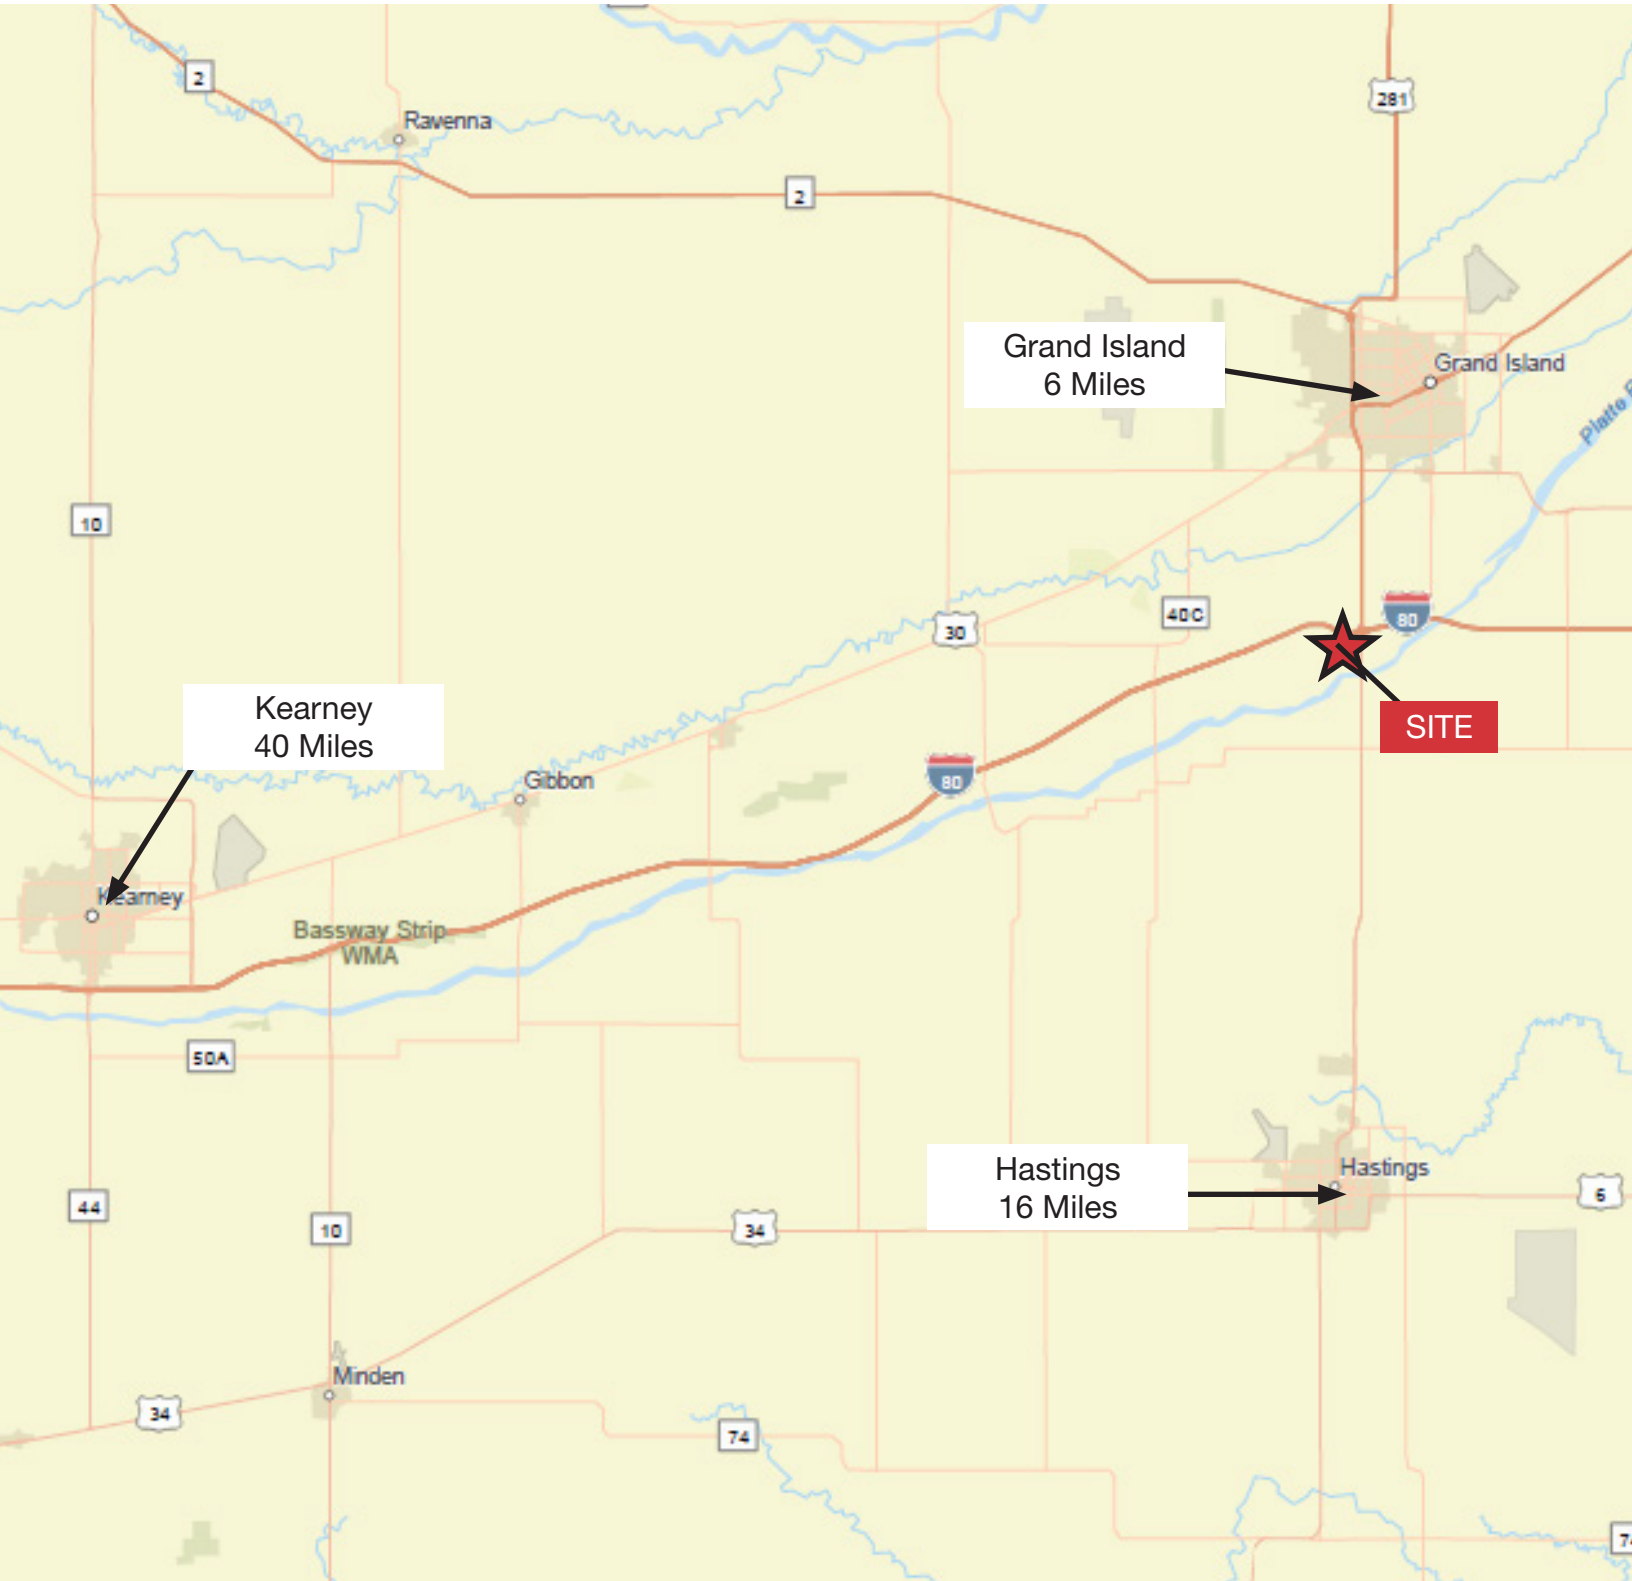 2
281
Ravenna
2
Grand Island
6 Miles
Grand Island
Platte
10
40C
80
30
SITE
Kearney
40 Miles
80
Gibbon
Kearney
Bassway Strip
WMA
50A
Hastings
16 Miles
Hastings
6
44
10
34
Minden
34
74